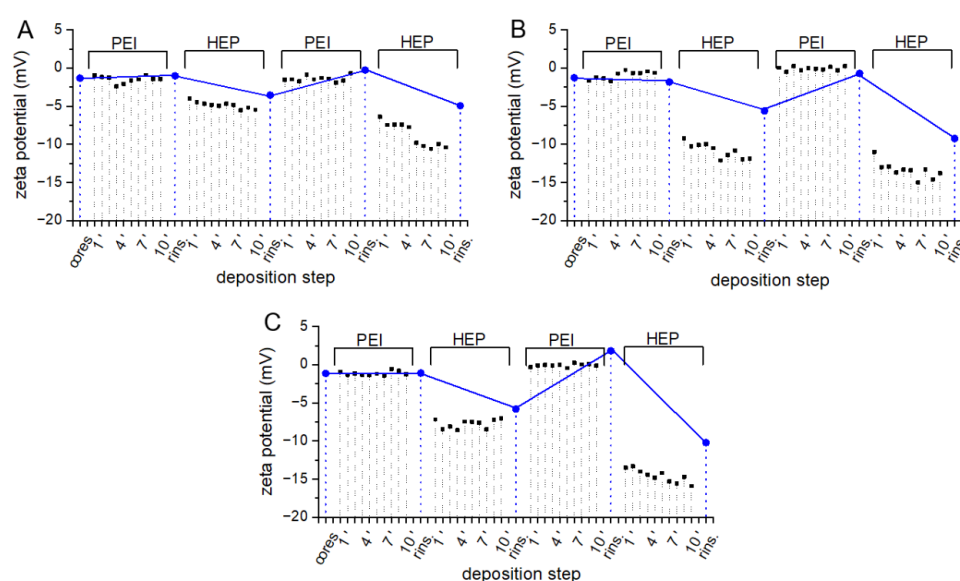 A
PEI HEP PEI HEP
zeta potential (mV)
5
0
−5
−10
−15
−20
cores 1' 4' 7' 10' rins. 1' 4' 7' 10' rins. 1' 4' 7' 10' rins. 1' 4' 7' 10' rins.
deposition step
B
PEI HEP PEI HEP
zeta potential (mV)
5
0
−5
−10
−15
−20
cores 1' 4' 7' 10' rins. 1' 4' 7' 10' rins. 1' 4' 7' 10' rins. 1' 4' 7' 10' rins.
deposition step
C
PEI HEP PEI HEP
zeta potential (mV)
5
0
−5
−10
−15
−20
cores 1' 4' 7' 10' rins. 1' 4' 7' 10' rins. 1' 4' 7' 10' rins. 1' 4' 7' 10' rins.
deposition step